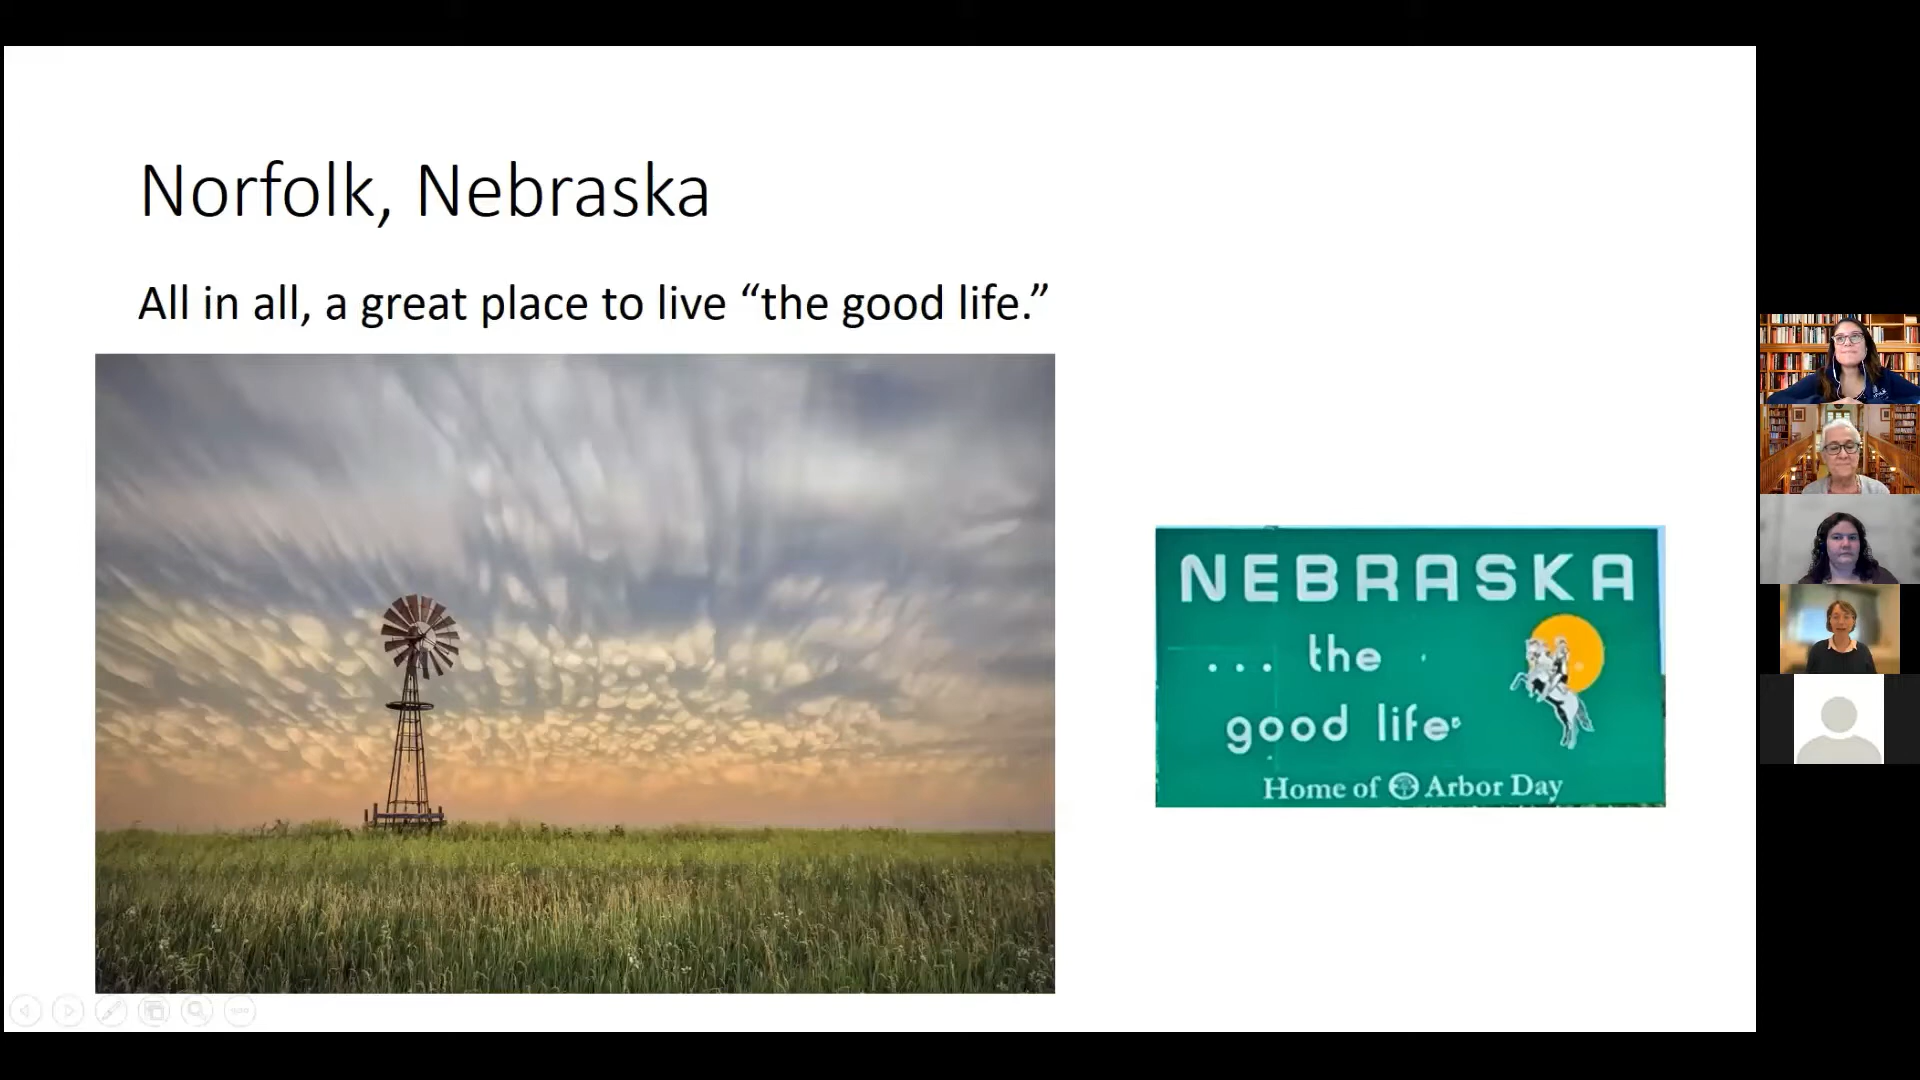 Norfolk, Nebraska
All in all, a great place to live “the good life.”
NEBRASKA
... the
good life
Home of Arbor Day